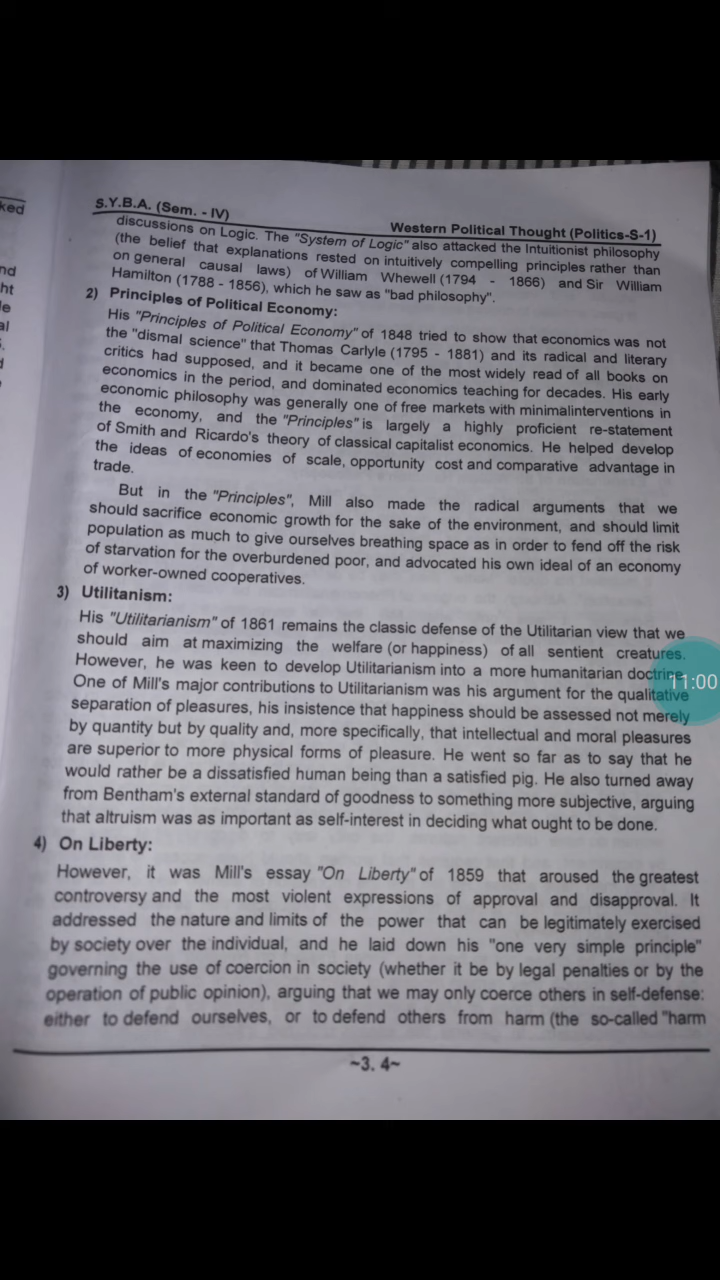 ked
S.Y.B.A. (Sem. - IV)
Western Political Thought (Politics-S-1)
discussions on Logic. The "System of Logic" also attacked the Intuitionist philosophy
(the belief that explanations rested on intuitively compelling principles rather than
on general causal laws) of William Whewell (1794 - 1866) and Sir William
Hamilton (1788 - 1856), which he saw as "bad philosophy".
nd
ht
le
al
2) Principles of Political Economy:
His "Principles of Political Economy" of 1848 tried to show that economics was not
the "dismal science" that Thomas Carlyle (1795 - 1881) and its radical and literary
critics had supposed, and it became one of the most widely read of all books on
economics in the period, and dominated economics teaching for decades. His early
economic philosophy was generally one of free markets with minimalinterventions in
the economy, and the "Principles" is largely a highly proficient re-statement
of Smith and Ricardo's theory of classical capitalist economics. He helped develop
the ideas of economies of scale, opportunity cost and comparative advantage in
trade.
But in the "Principles", Mill also made the radical arguments that we
should sacrifice economic growth for the sake of the environment, and should limit
population as much to give ourselves breathing space as in order to fend off the risk
of starvation for the overburdened poor, and advocated his own ideal of an economy
of worker-owned cooperatives.
3) Utilitanism:
His "Utilitarianism" of 1861 remains the classic defense of the Utilitarian view that we
should aim at maximizing the welfare (or happiness) of all sentient creatures.
However, he was keen to develop Utilitarianism into a more humanitarian doctrine.
11:00
One of Mill's major contributions to Utilitarianism was his argument for the qualitative
separation of pleasures, his insistence that happiness should be assessed not merely
by quantity but by quality and, more specifically, that intellectual and moral pleasures
are superior to more physical forms of pleasure. He went so far as to say that he
would rather be a dissatisfied human being than a satisfied pig. He also turned away
from Bentham's external standard of goodness to something more subjective, arguing
that altruism was as important as self-interest in deciding what ought to be done.
4) On Liberty:
However, it was Mill's essay "On Liberty" of 1859 that aroused the greatest
controversy and the most violent expressions of approval and disapproval. It
addressed the nature and limits of the power that can be legitimately exercised
by society over the individual, and he laid down his "one very simple principle"
governing the use of coercion in society (whether it be by legal penalties or by the
operation of public opinion), arguing that we may only coerce others in self-defense:
either to defend ourselves, or to defend others from harm (the so-called "harm
~3. 4~